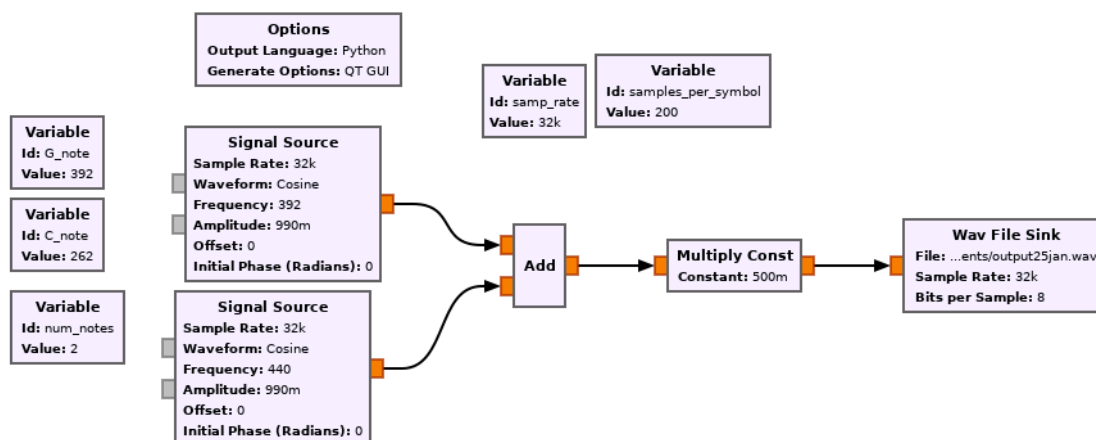 Options
Output Language: Python
Generate Options: QT GUI
Variable
Id: samp_rate
Value: 32k
Variable
Id: samples_per_symbol
Value: 200
Variable
Id: G_note
Value: 392
Variable
Id: C_note
Value: 262
Variable
Id: num_notes
Value: 2
Signal Source
Sample Rate: 32k
Waveform: Cosine
Frequency: 392
Amplitude: 990m
Offset: 0
Initial Phase (Radians): 0
Signal Source
Sample Rate: 32k
Waveform: Cosine
Frequency: 440
Amplitude: 990m
Offset: 0
Initial Phase (Radians): 0
Add
Multiply Const
Constant: 500m
Wav File Sink
File: ...ents/output25jan.wav
Sample Rate: 32k
Bits per Sample: 8